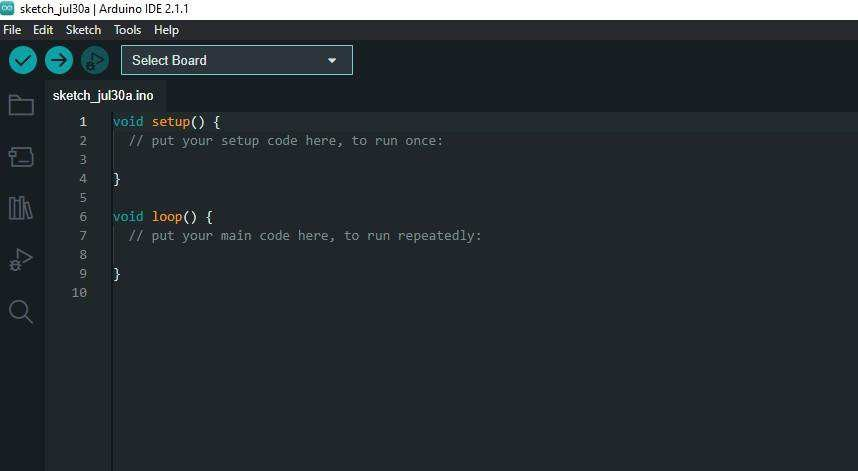 sketch_jul30a | Arduino IDE 2.1.1
File Edit Sketch Tools Help
Select Board
sketch_jul30a.ino
1 void setup() {
2 // put your setup code here, to run once:
3
4 }
5
6 void loop() {
7 // put your main code here, to run repeatedly:
8
9 }
10